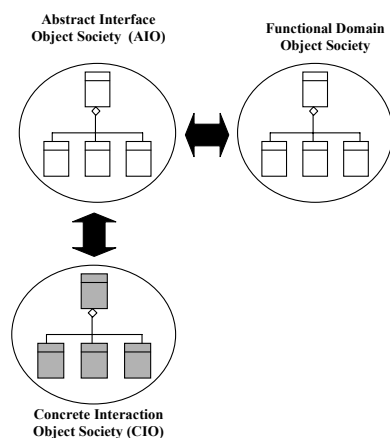 Abstract Interface
Object Society (AIO)
Functional Domain
Object Society
Concrete Interaction
Object Society (CIO)